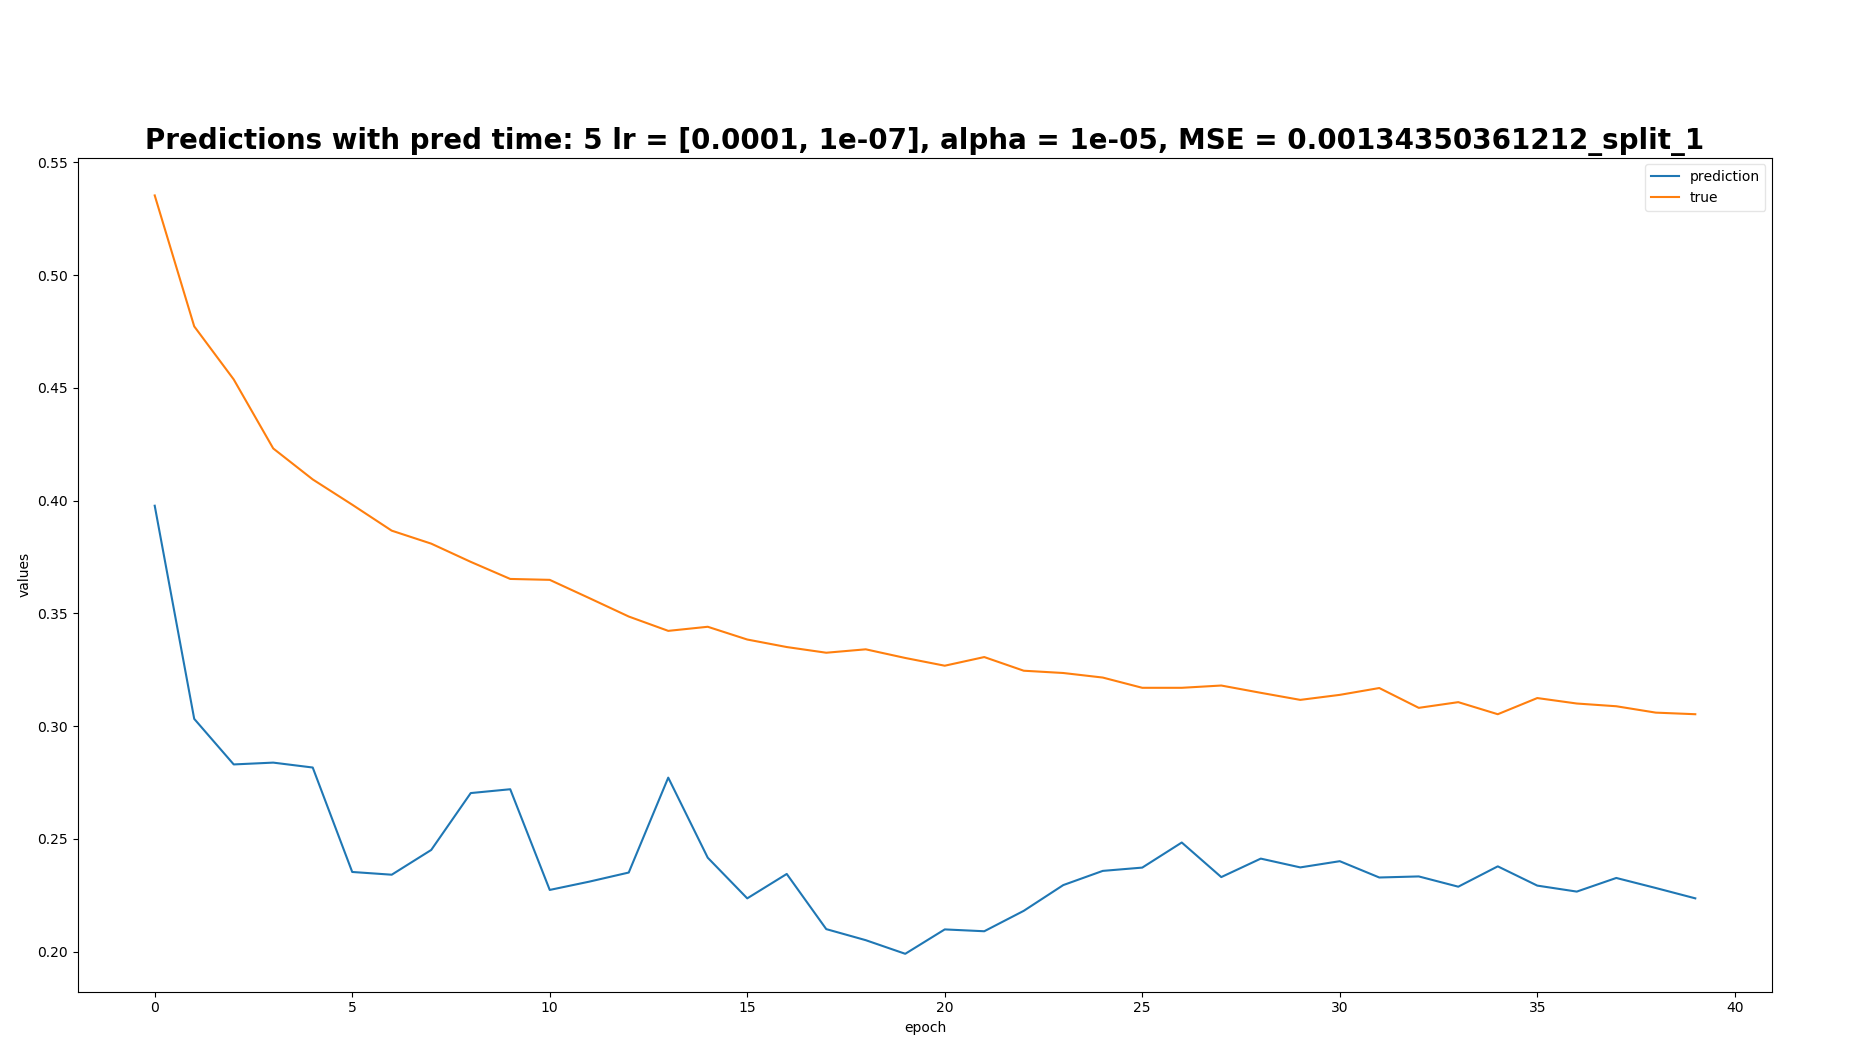 Predictions with pred time: 5 lr = [0.0001, 1e-07], alpha = 1e-05, MSE = 0.00134350361212_split_1
prediction
true
values
0.55
0.50
0.45
0.40
0.35
0.30
0.25
0.20
0 5 10 15 20 25 30 35 40
epoch